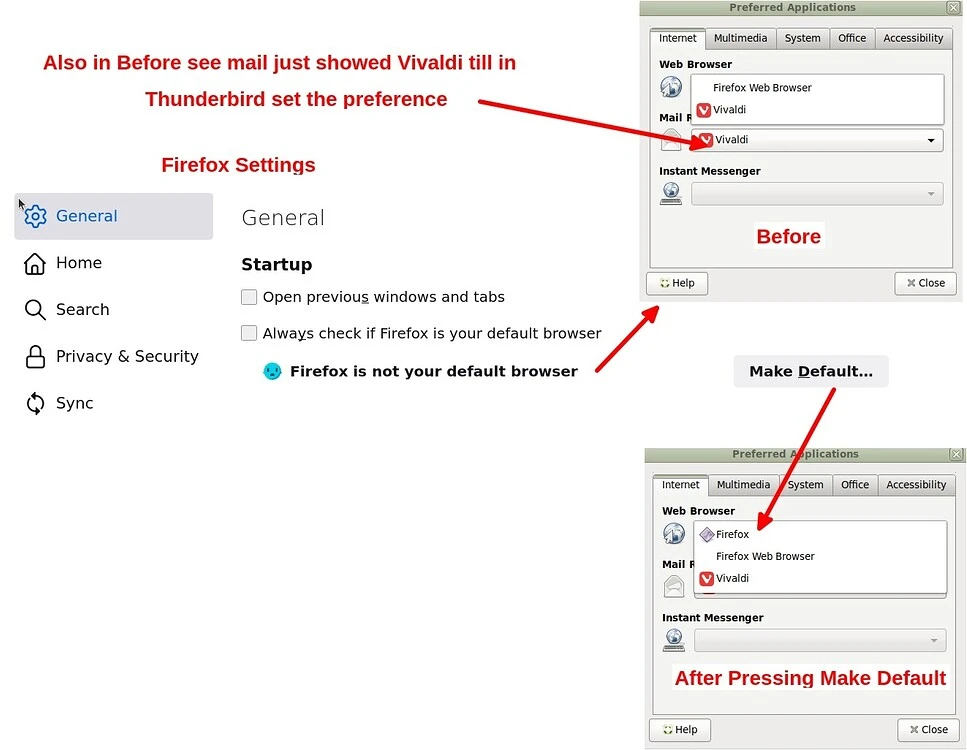 Also in Before see mail just showed Vivaldi till in
Thunderbird set the preference
Firefox Settings
General
Home
Search
Privacy & Security
Sync
General
Startup
Open previous windows and tabs
Always check if Firefox is your default browser
Firefox is not your default browser
Preferred Applications
Internet Multimedia System Office Accessibility
Web Browser
Firefox Web Browser
Vivaldi
Mail R
Vivaldi
Instant Messenger
Before
Help Close
Make Default...
Preferred Applications
Internet Multimedia System Office Accessibility
Web Browser
Firefox
Firefox Web Browser
Mail R
Vivaldi
Instant Messenger
After Pressing Make Default
Help Close